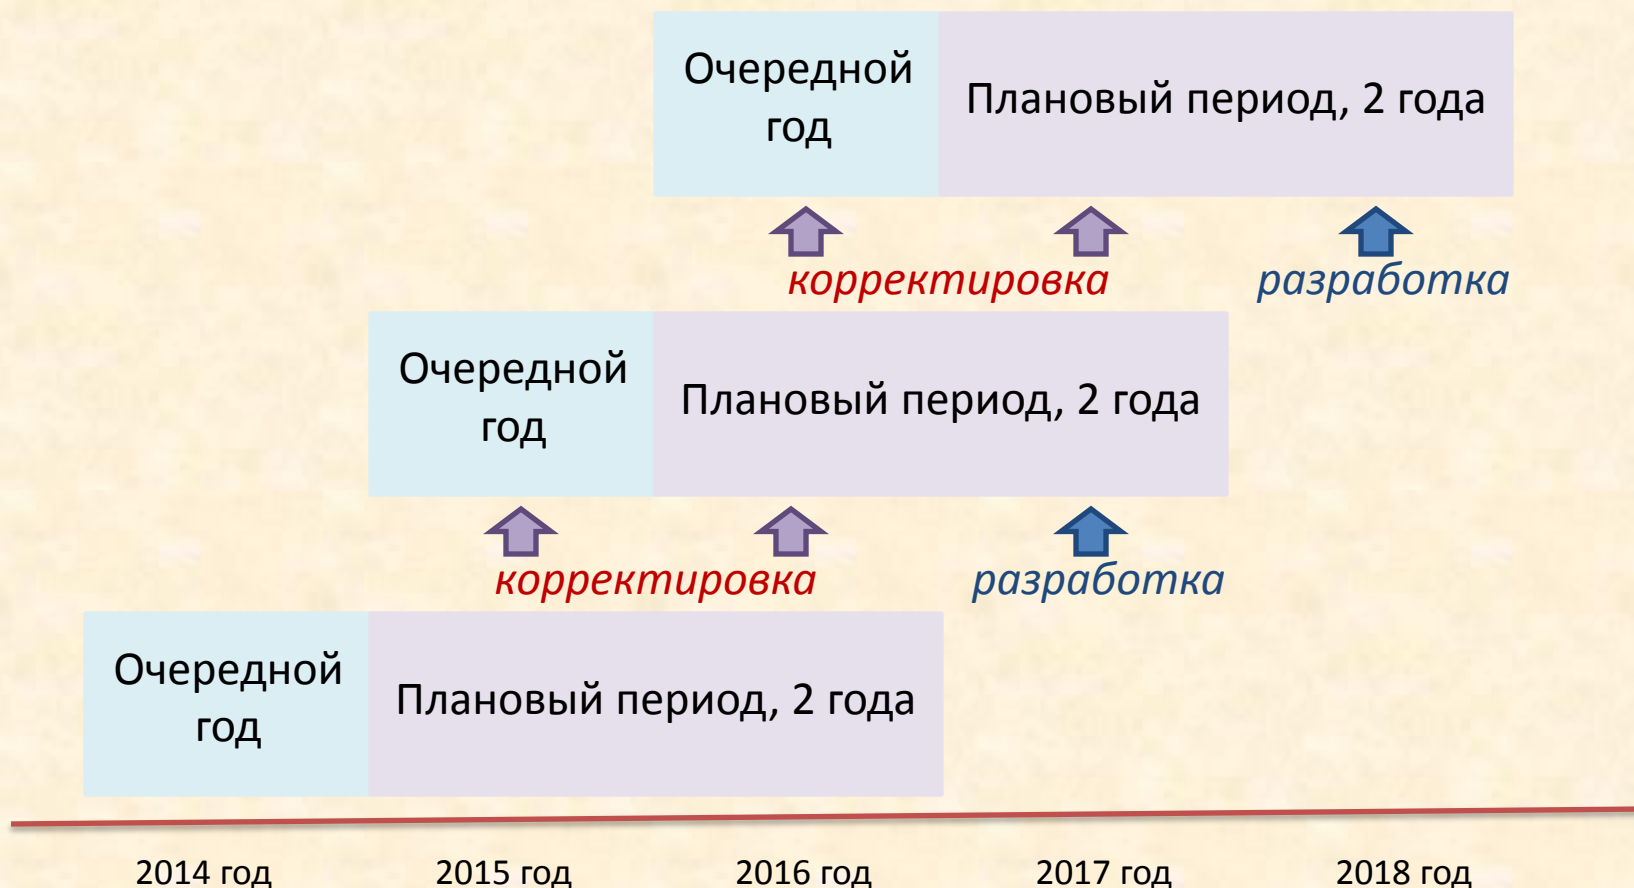 Очередной
год
Плановый период, 2 года
корректировка
разработка
Очередной
год
Плановый период, 2 года
корректировка
разработка
Очередной
год
Плановый период, 2 года
2014 год
2015 год
2016 год
2017 год
2018 год